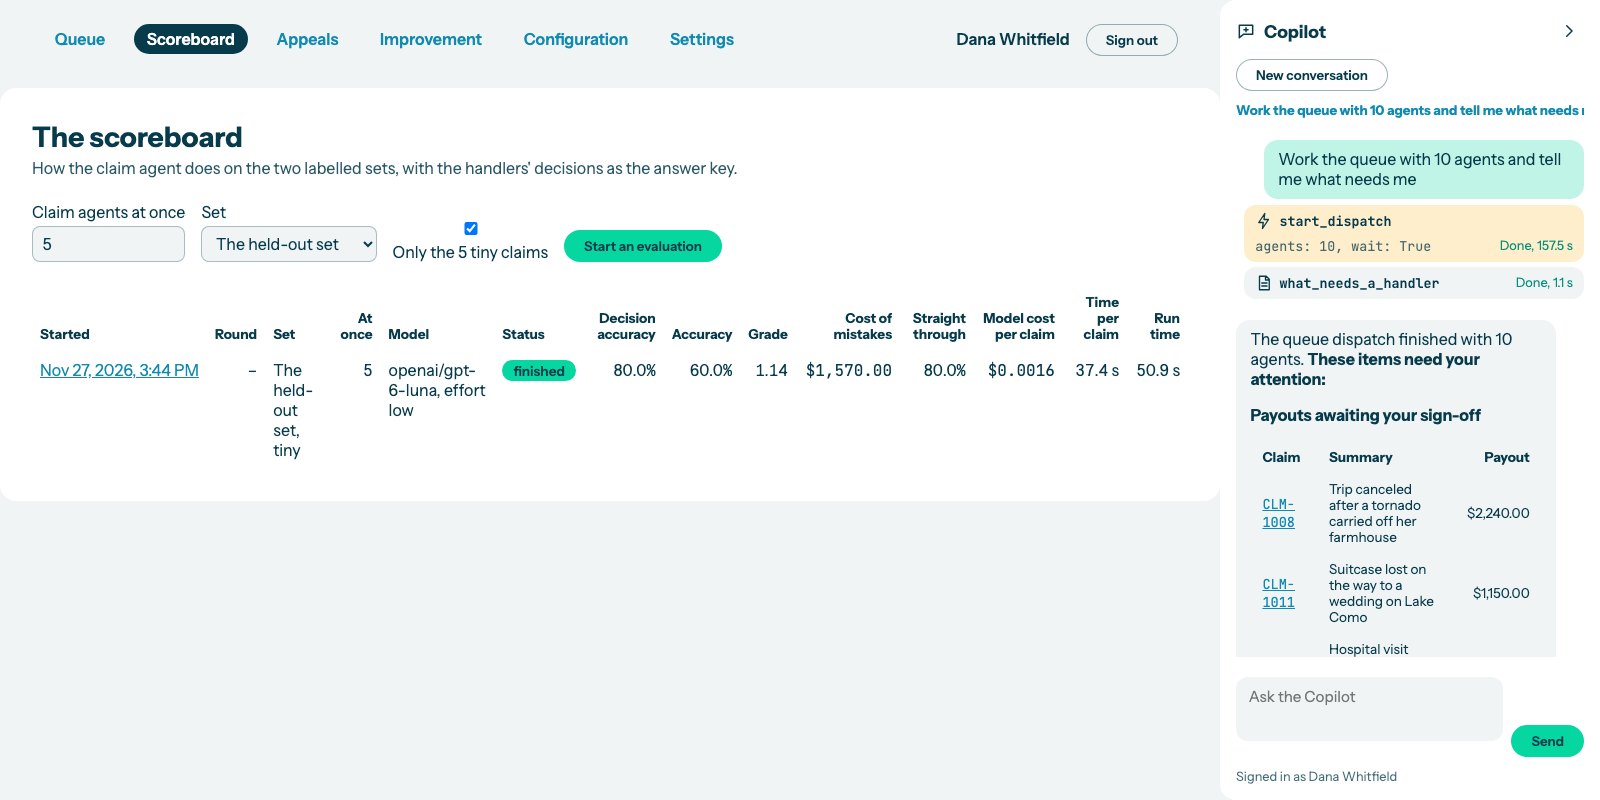 Queue
Scoreboard
Appeals
Improvement
Configuration
Settings
Dana Whitfield
Sign out
The scoreboard
How the claim agent does on the two labelled sets, with the handlers' decisions as the answer key.
Claim agents at once
5
Set
The held-out set
Only the 5 tiny claims
Start an evaluation
Started Round Set At once Model Status Decision accuracy Accuracy Grade Cost of mistakes Straight through Model cost per claim Time per claim Run time
Nov 27, 2026, 3:44 PM – The held-out set, tiny 5 openai/gpt-6-luna, effort low finished 80.0% 60.0% 1.14 $1,570.00 80.0% $0.0016 37.4 s 50.9 s
Copilot
New conversation
Work the queue with 10 agents and tell me what needs
Work the queue with 10 agents and tell
me what needs me
start_dispatch
agents: 10, wait: True Done, 157.5 s
what_needs_a_handler Done, 1.1 s
The queue dispatch finished with 10
agents. These items need your
attention:
Payouts awaiting your sign-off
Claim Summary Payout
CLM-1008 Trip canceled after a tornado carried off her farmhouse $2,240.00
CLM-1011 Suitcase lost on the way to a wedding on Lake Como $1,150.00
Hospital visit
Ask the Copilot
Send
Signed in as Dana Whitfield